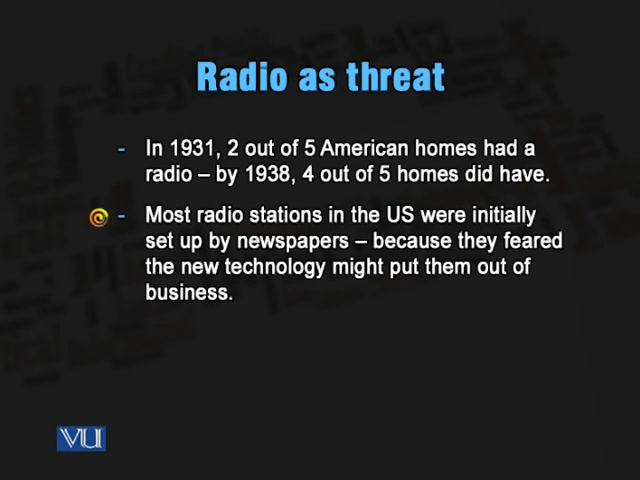 Radio as threat
- In 1931, 2 out of 5 American homes had a
radio – by 1938, 4 out of 5 homes did have.
- Most radio stations in the US were initially
set up by newspapers – because they feared
the new technology might put them out of
business.
VU